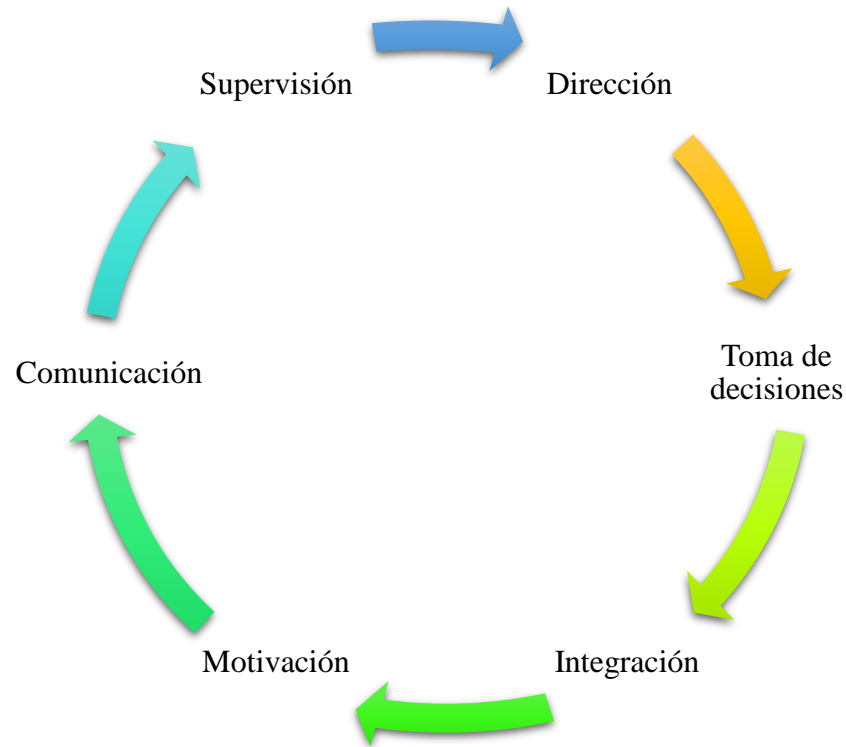 Supervisión
Dirección
Toma de
decisiones
Comunicación
Motivación
Integración